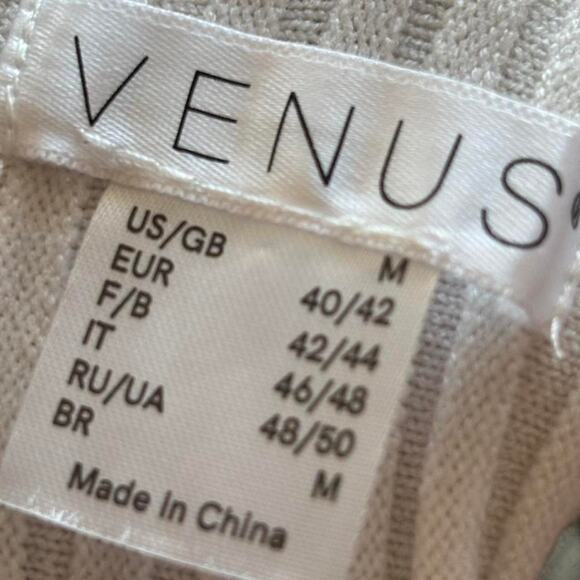 VENUS
US/GB M
EUR 40/42
F/B 42/44
IT 46/48
RU/UA 48/50
BR M
Made in China